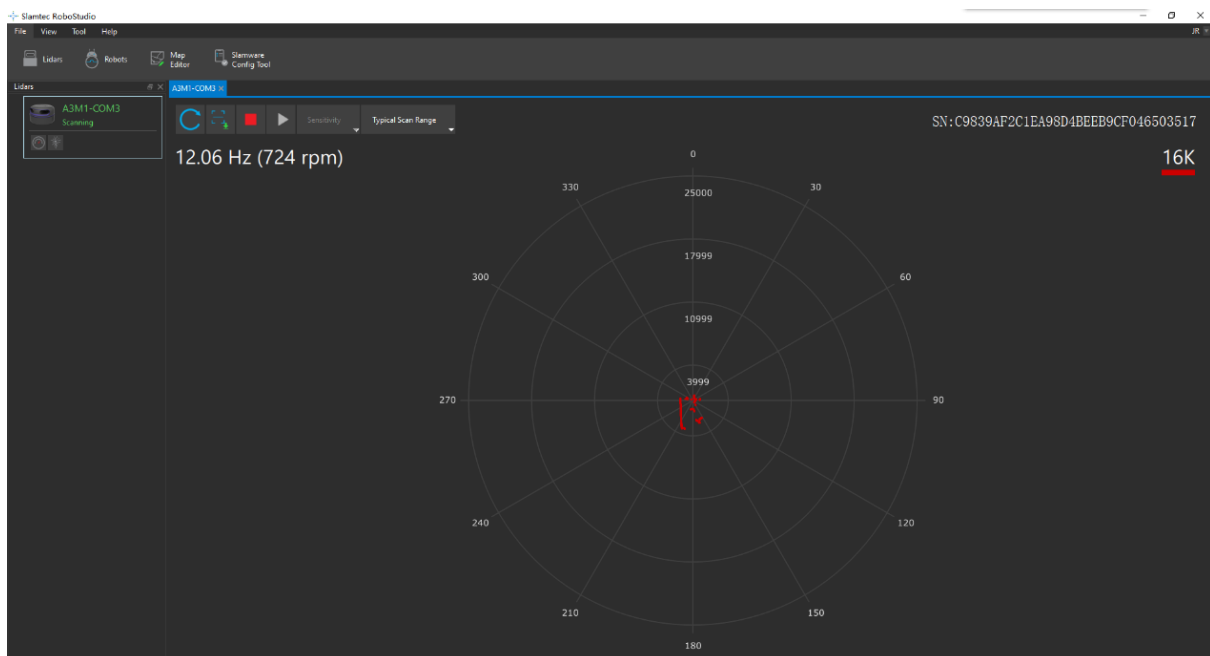 Slamtec RoboStudio
File View Tool Help
JR
Lidars Robots Map Editor Slamware Config Tool
Lidars
A3M1-COM3
A3M1-COM3
Scanning
Sensitivity Typical Scan Range
SN:C9839AF2C1EA98D4BEEB9CF046503517
12.06 Hz (724 rpm)
16K
0
330 25000 30
17999
300 60
10999
3999
270 90
240 120
210 150
180